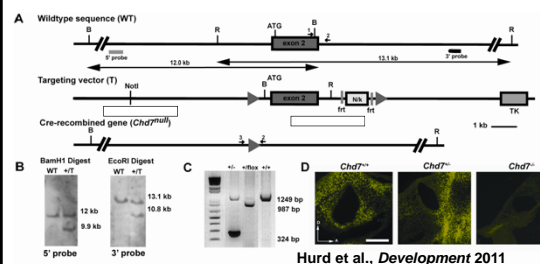 A
Wildtype sequence (WT)
B
R
ATG
B
R
1
2
exon 2
5' probe
3' probe
12.0 kb
13.1 kb
Targeting vector (T)
NotI
B
ATG
R
exon 2
N/k
TK
frt
frt
1 kb
Cre-recombined gene (Chd7null)
B
3
2
R
B
BamH1 Digest
EcoRI Digest
WT +/T
WT +/T
12 kb
9.9 kb
13.1 kb
10.8 kb
5' probe
3' probe
C
+/- +/flox +/+
1249 bp
987 bp
324 bp
D
Chd7+/+
Chd7+/-
Chd7-/-
Hurd et al., Development 2011